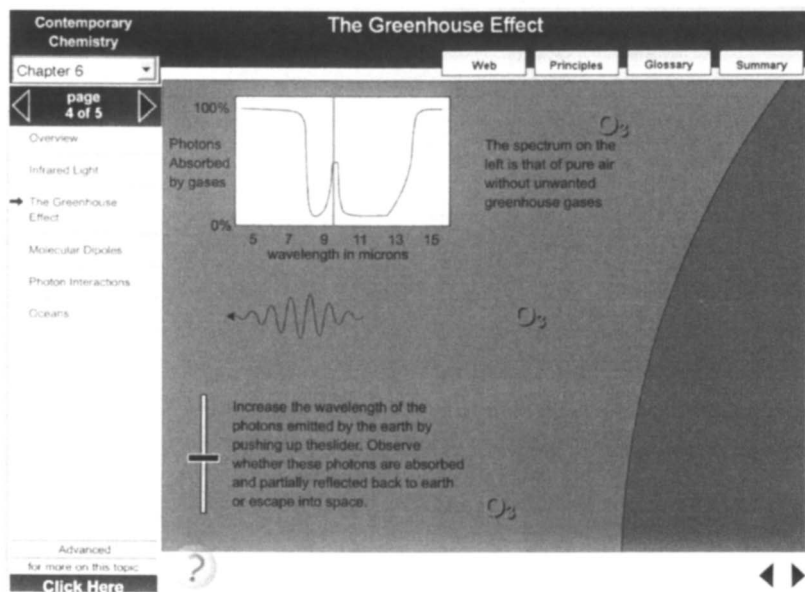 Contemporary
Chemistry
The Greenhouse Effect
Chapter 6
Web
Principles
Glossary
Summary
page
4 of 5
Overview
Infrared Light
The Greenhouse
Effect
Molecular Dipoles
Photon Interactions
Oceans
100%
Photons
Absorbed
by gases
0%
5 7 9 11 13 15
wavelength in microns
O₃
The spectrum on the
left is that of pure air
without unwanted
greenhouse gases
O₃
Increase the wavelength of the
photons emitted by the earth by
pushing up theslider. Observe
whether these photons are absorbed
and partially reflected back to earth
or escape into space.
O₃
Advanced
for more on this topic
Click Here
?